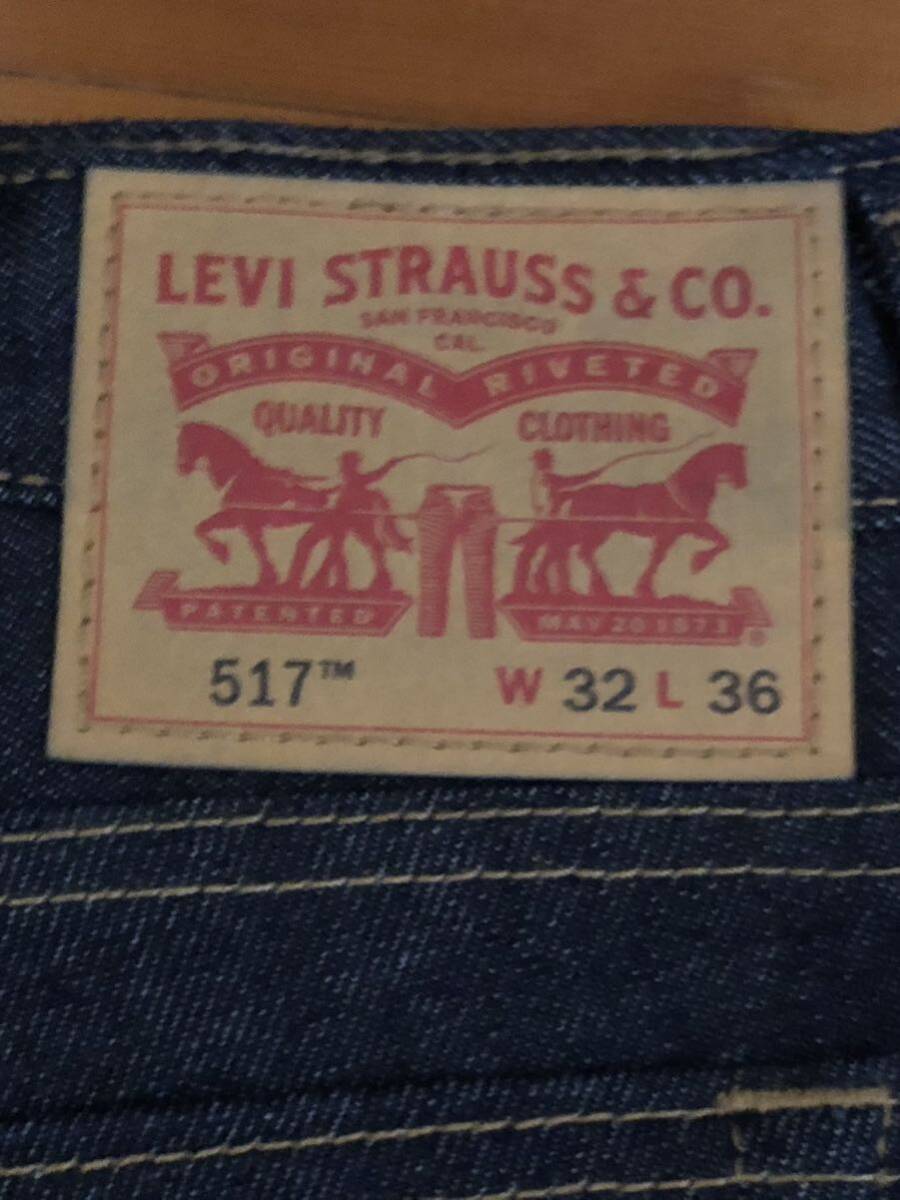 LEVI STRAUSS & CO.
SAN FRANCISCO
CAL.
ORIGINAL RIVETED
QUALITY CLOTHING
PATENTED MAY 20 1873
®
517™ W 32 L 36